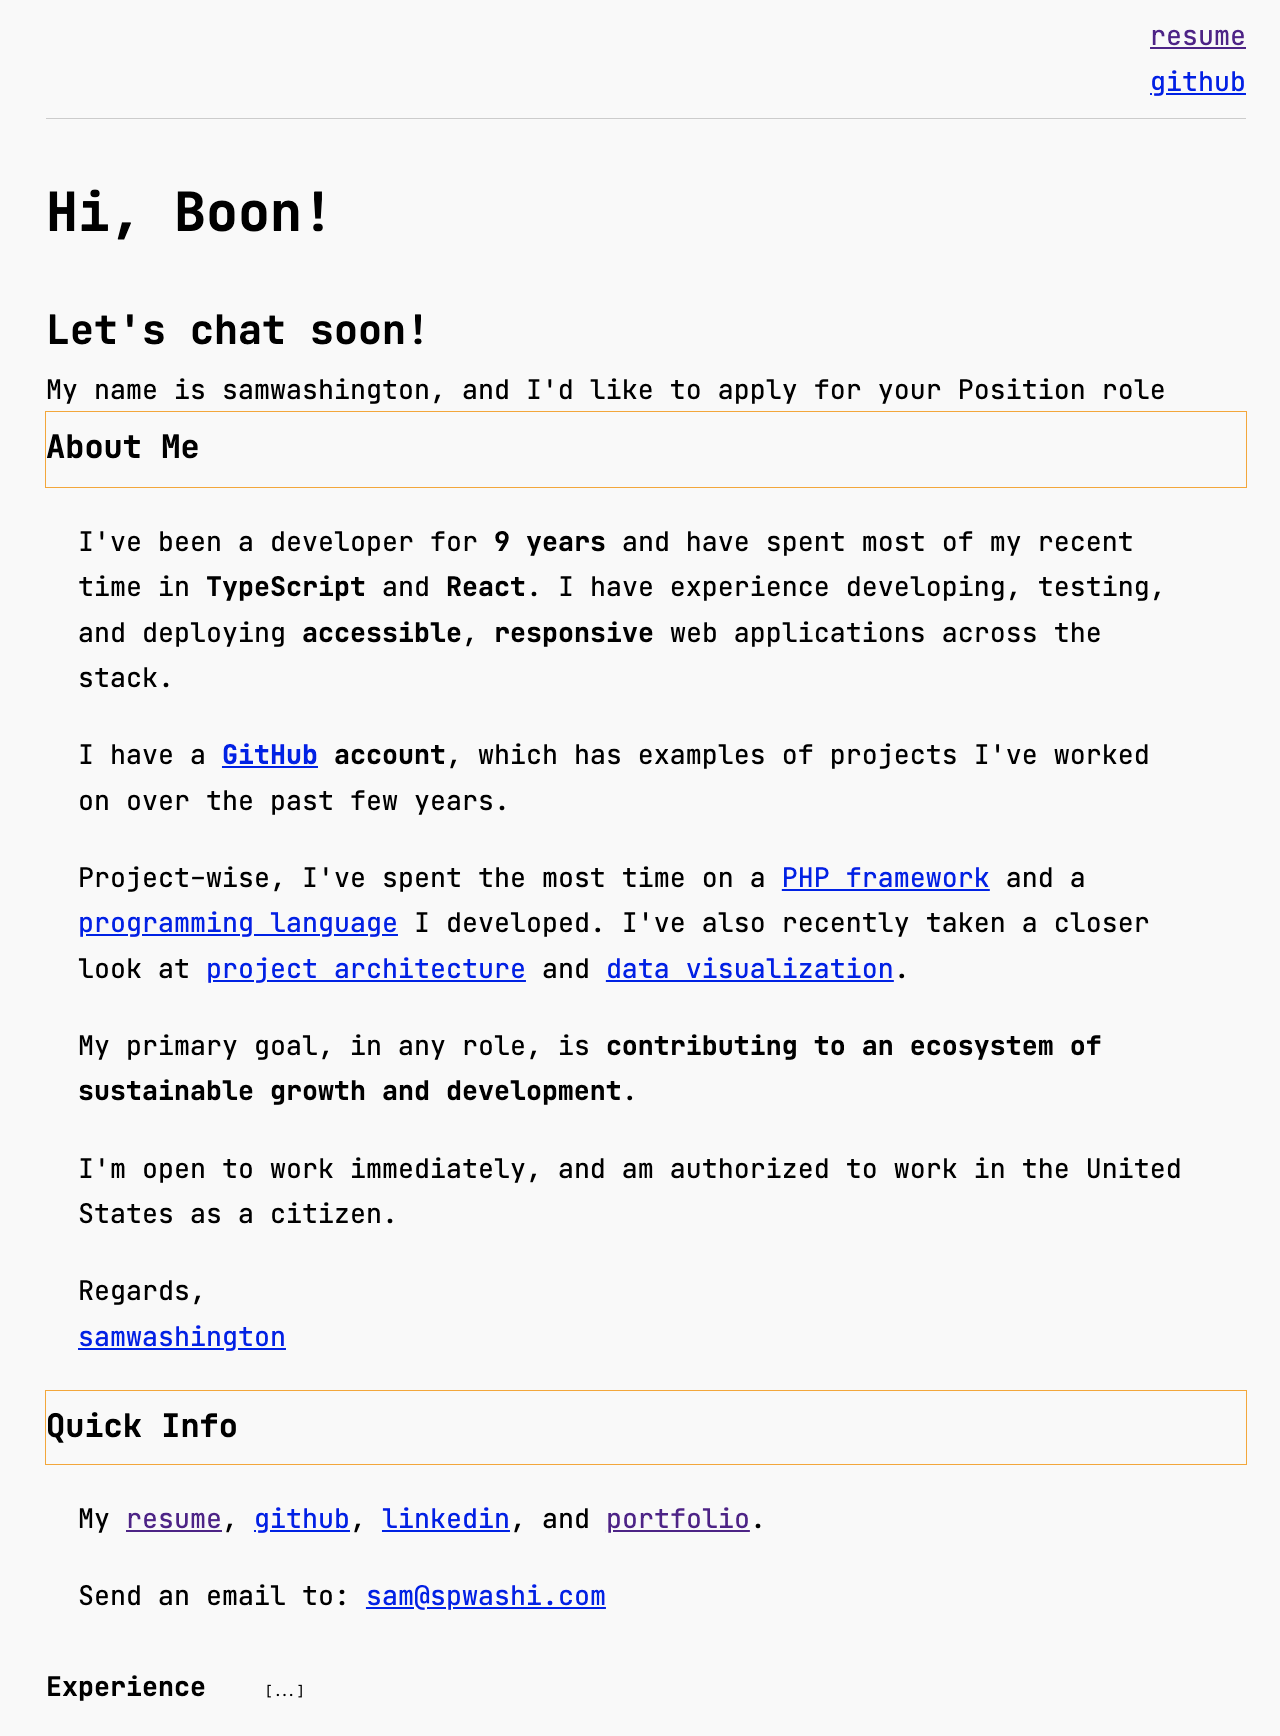 resume
github
Hi, Boon!
Let's chat soon!
My name is samwashington, and I'd like to apply for your Position role
About Me
I've been a developer for 9 years and have spent most of my recent
time in TypeScript and React. I have experience developing, testing,
and deploying accessible, responsive web applications across the
stack.
I have a GitHub account, which has examples of projects I've worked
on over the past few years.
Project-wise, I've spent the most time on a PHP framework and a
programming language I developed. I've also recently taken a closer
look at project architecture and data visualization.
My primary goal, in any role, is contributing to an ecosystem of
sustainable growth and development.
I'm open to work immediately, and am authorized to work in the United
States as a citizen.
Regards,
samwashington
Quick Info
My resume, github, linkedin, and portfolio.
Send an email to: sam@spwashi.com
Experience [...]